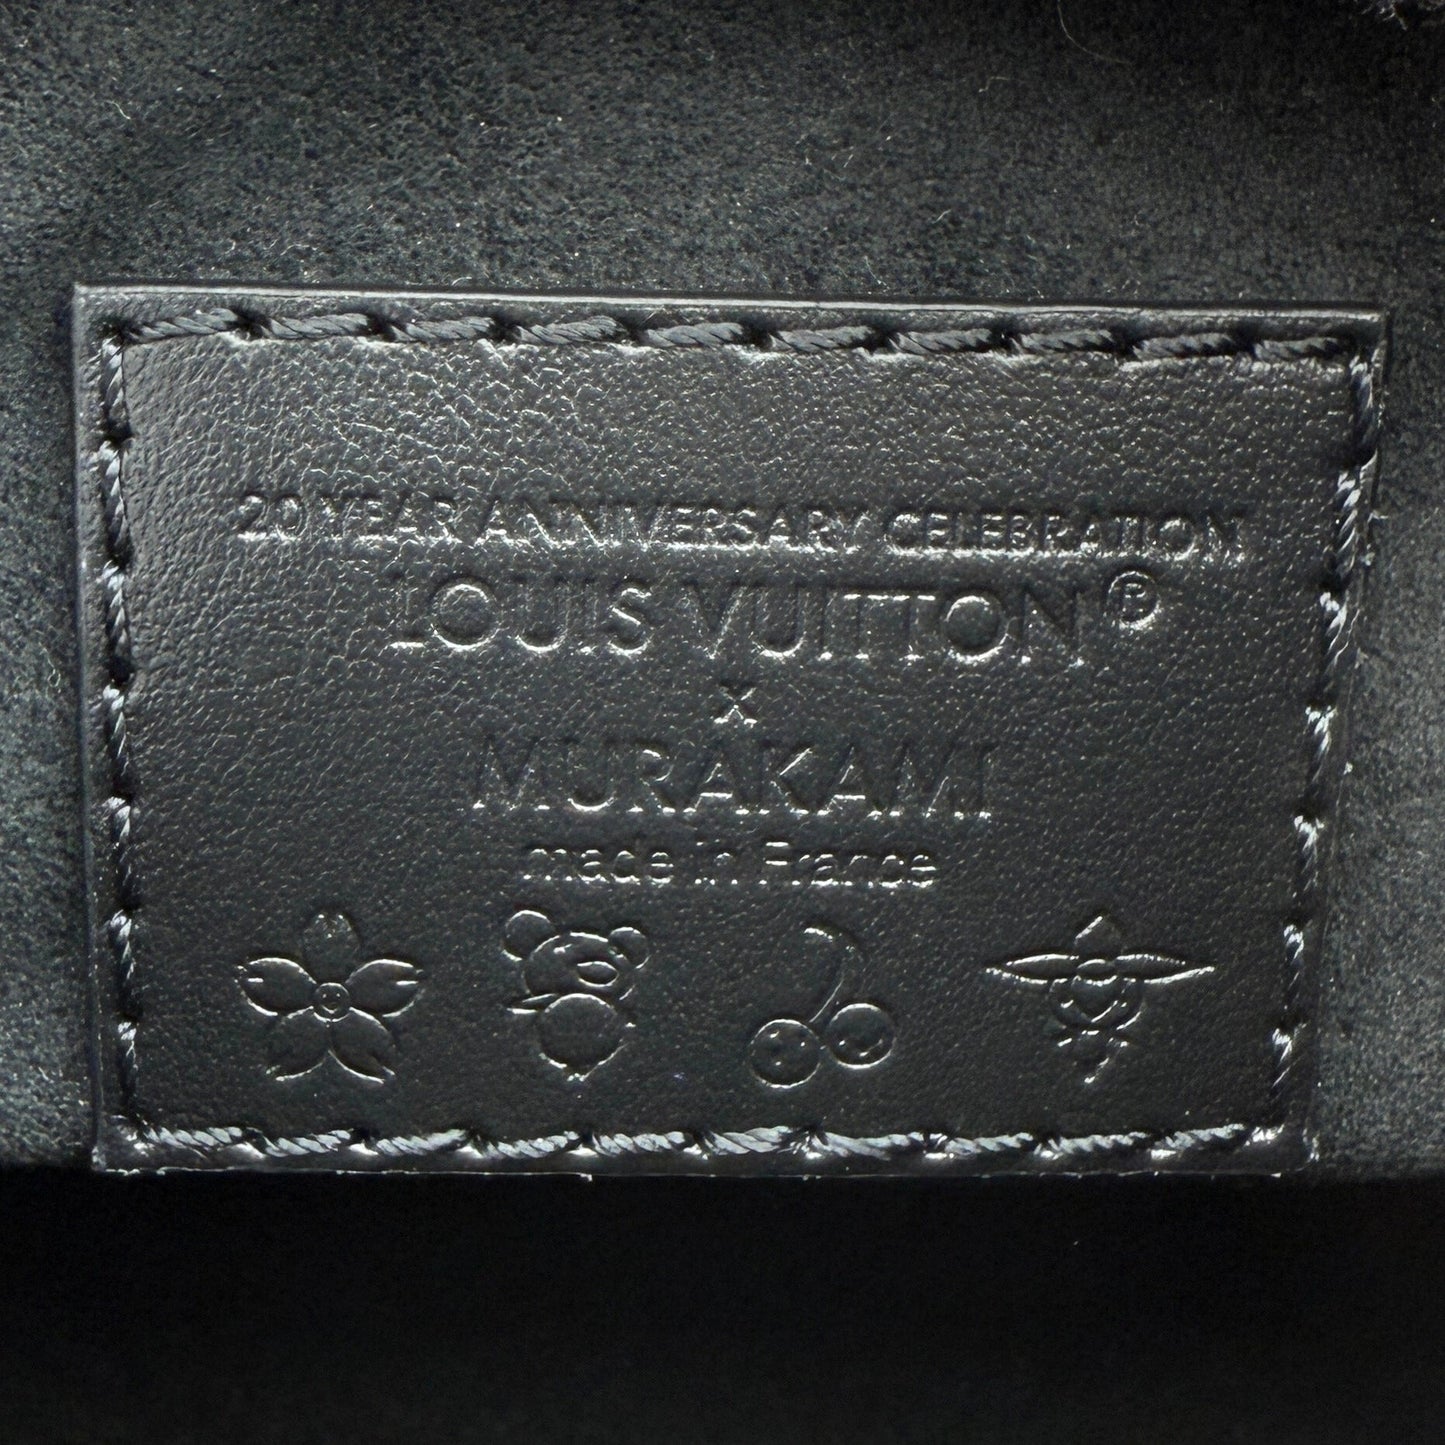 20 YEAR ANNIVERSARY CELEBRATION
LOUIS VUITTON®
x
MURAKAMI
made in France